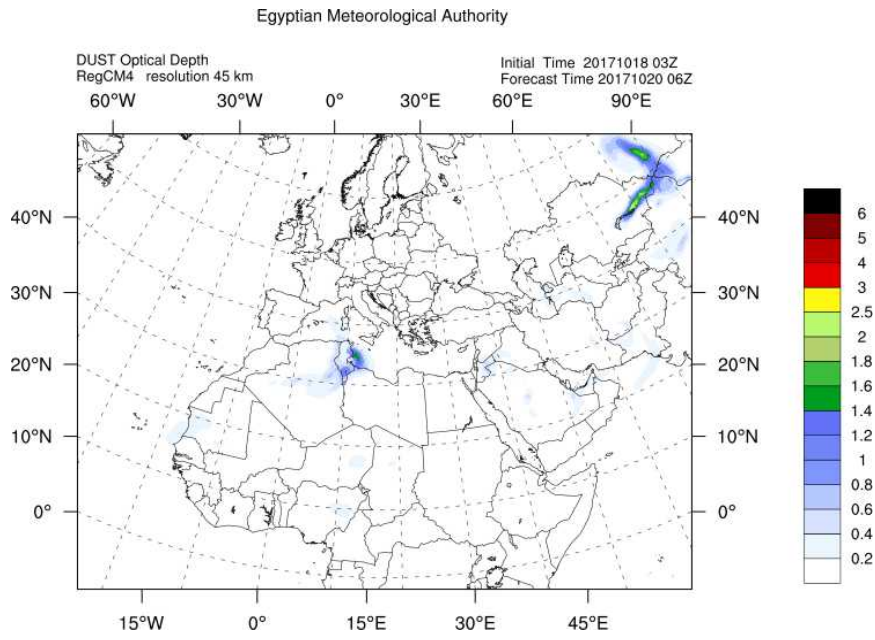 Egyptian Meteorological Authority
DUST Optical Depth
RegCM4 resolution 45 km
Initial Time 20171018 03Z
Forecast Time 20171020 06Z
60°W 30°W 0° 30°E 60°E 90°E
40°N 40°N
30°N 30°N
20°N 20°N
10°N 10°N
0° 0°
15°W 0° 15°E 30°E 45°E
6
5
4
3
2.5
2
1.8
1.6
1.4
1.2
1
0.8
0.6
0.4
0.2